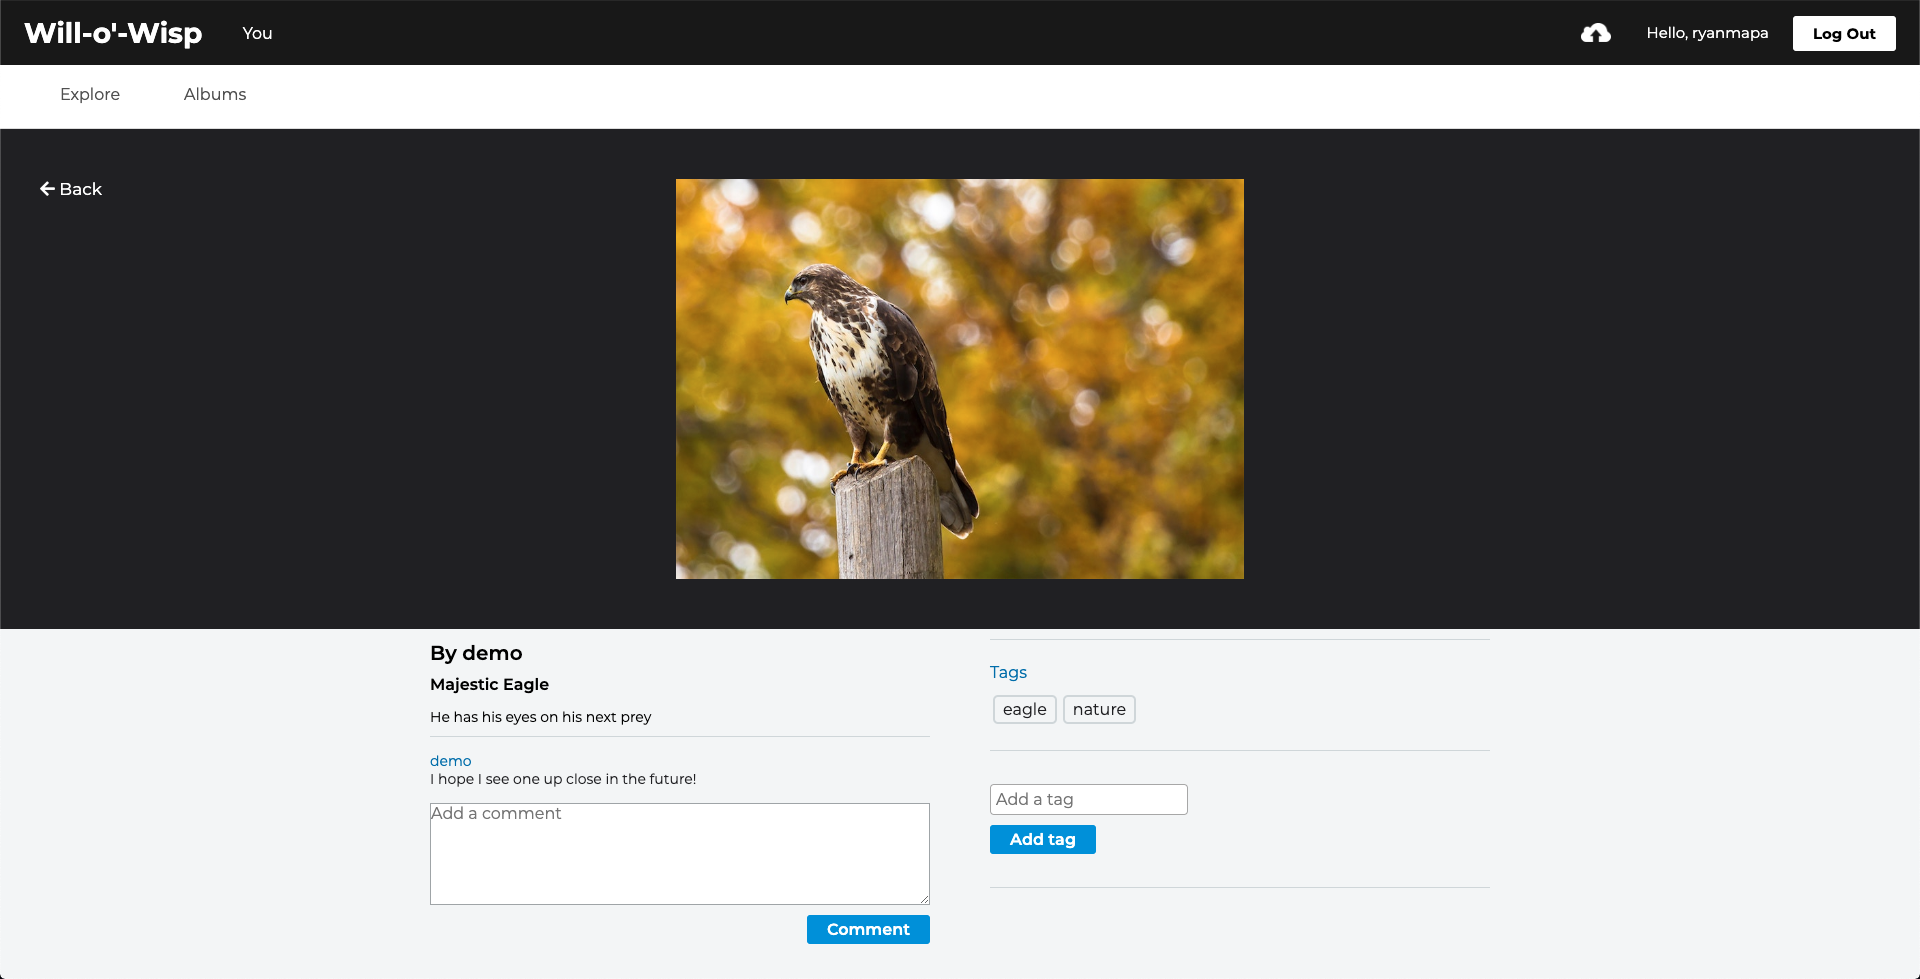 Will-o'-Wisp You Hello, ryanmapa Log Out
Explore Albums
Back
By demo
Majestic Eagle
He has his eyes on his next prey
demo
I hope I see one up close in the future!
Add a comment
Comment
Tags
eagle nature
Add a tag
Add tag